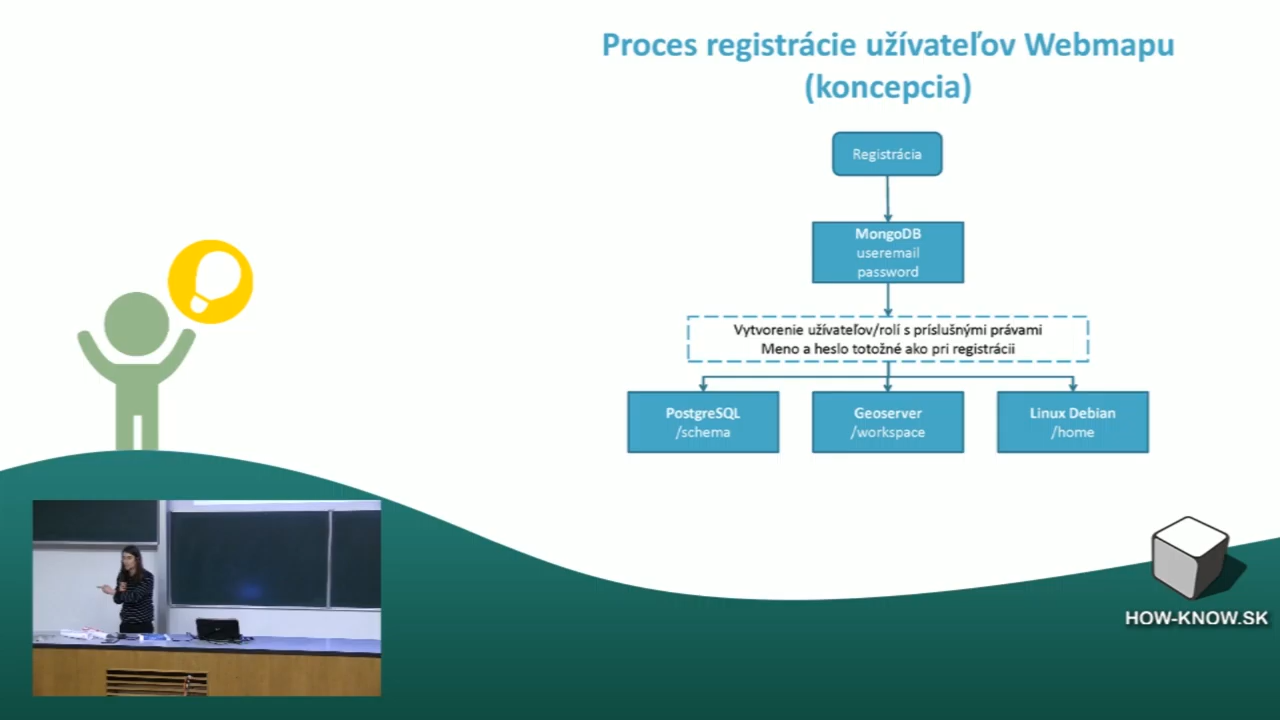 Proces registrácie užívateľov Webmapu
(koncepcia)
Registrácia
MongoDB
useremail
password
Vytvorenie užívateľov/rolí s príslušnými právami
Meno a heslo totožné ako pri registrácii
PostgreSQL
/schema
Geoserver
/workspace
Linux Debian
/home
HOW-KNOW.SK